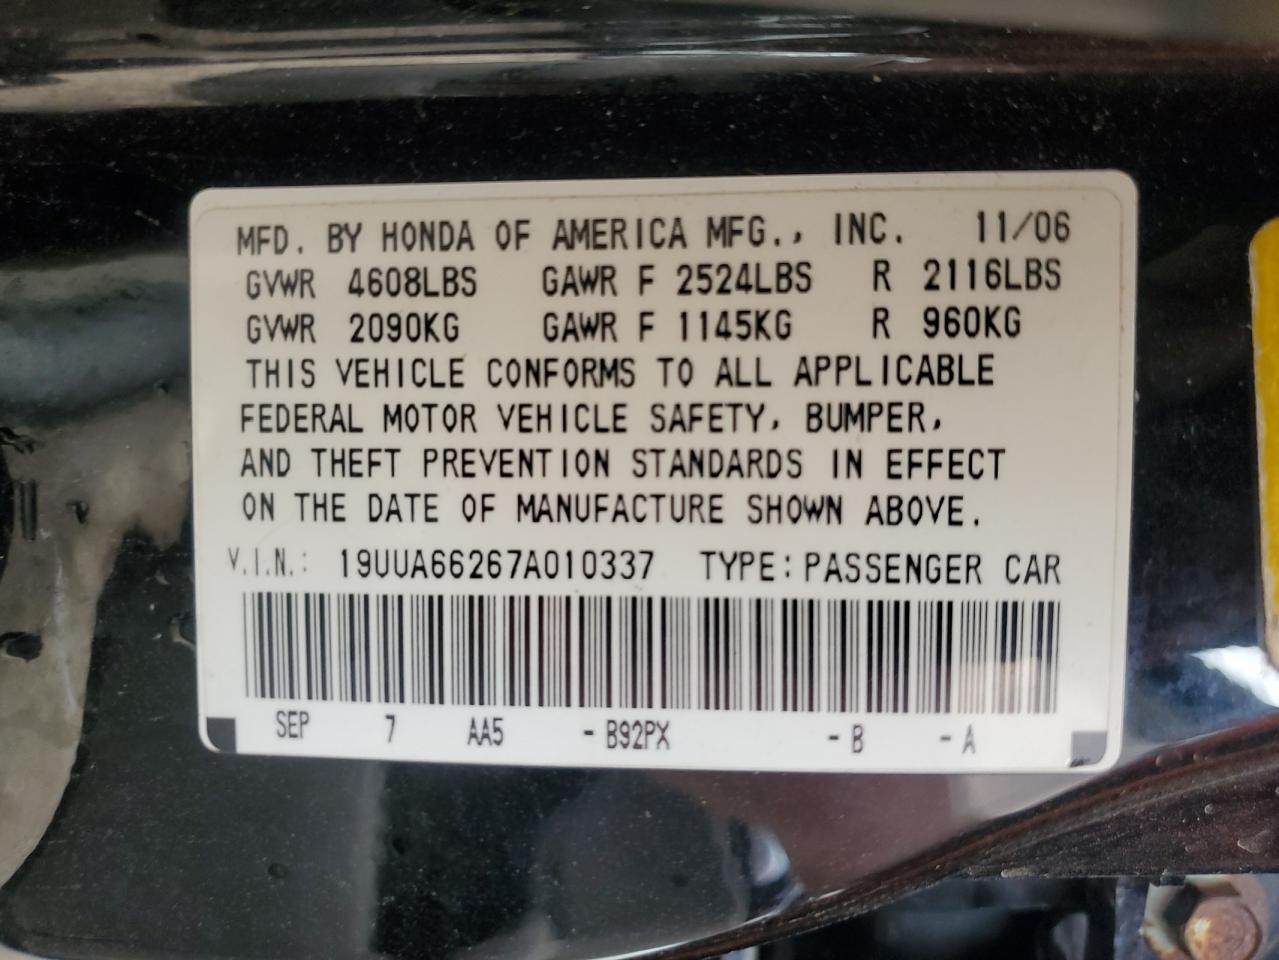 MFD. BY HONDA OF AMERICA MFG., INC. 11/06
GVWR 4608LBS GAWR F 2524LBS R 2116LBS
GVWR 2090KG GAWR F 1145KG R 960KG
THIS VEHICLE CONFORMS TO ALL APPLICABLE
FEDERAL MOTOR VEHICLE SAFETY, BUMPER,
AND THEFT PREVENTION STANDARDS IN EFFECT
ON THE DATE OF MANUFACTURE SHOWN ABOVE.
V.I.N.: 19UUA66267A010337 TYPE: PASSENGER CAR
SEP 7 AA5 - B92PX - B - A